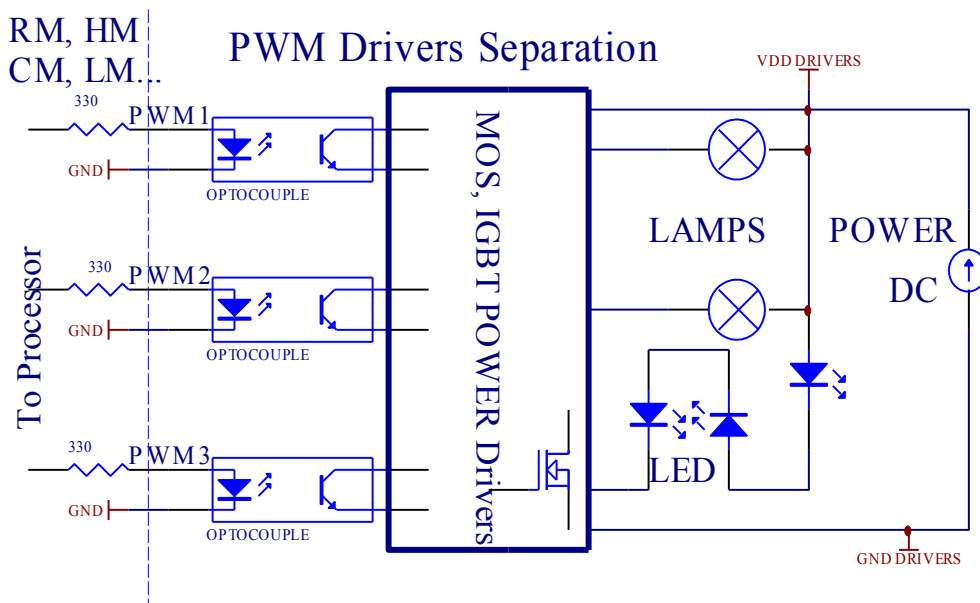 RM, HM
CM, LM...
PWM Drivers Separation
VDD DRIVERS
330
PWM1
GND
OPTOCOUPLE
MOS, IGBT POWER Drivers
LAMPS
POWER
DC
To Processor
330
PWM2
GND
OPTOCOUPLE
LED
330
PWM3
GND
OPTOCOUPLE
GND DRIVERS